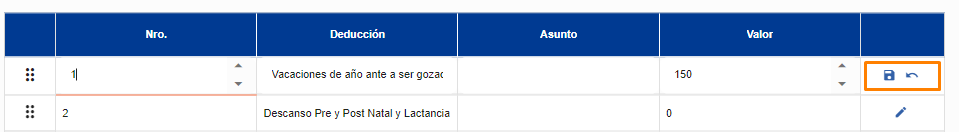 Nro. Deducción Asunto Valor
1 Vacaciones de año ante a ser gozac 150
2 Descanso Pre y Post Natal y Lactancia 0